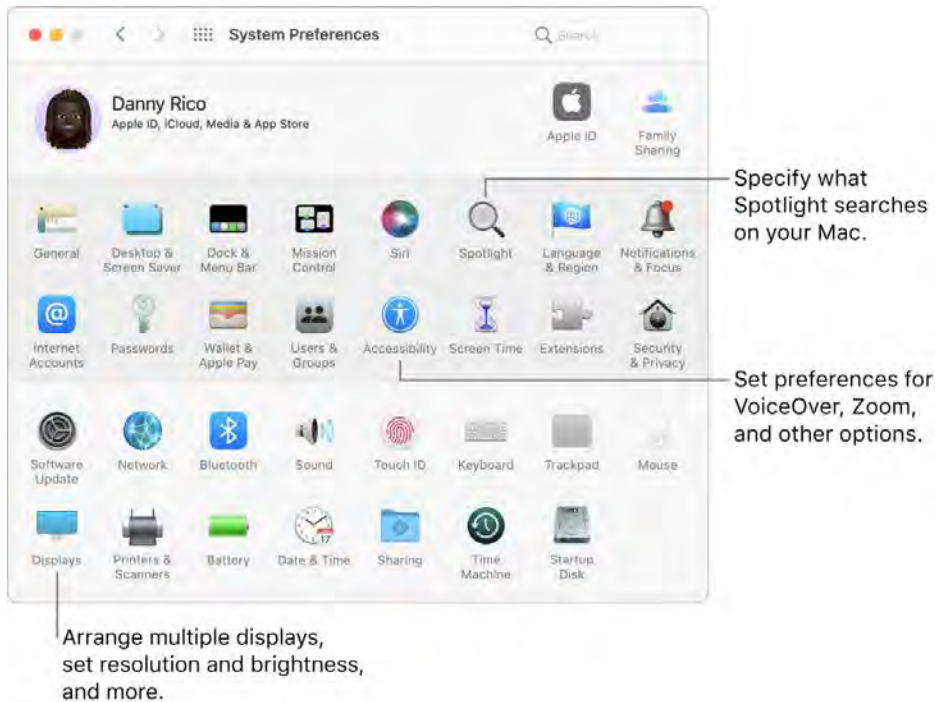 System Preferences
Search
Danny Rico
Apple ID, iCloud, Media & App Store
Apple ID
Family
Sharing
Specify what
Spotlight searches
on your Mac.
General
Desktop &
Screen Saver
Dock &
Menu Bar
Mission
Control
Siri
Spotlight
Language
& Region
Notifications
& Focus
Internet
Accounts
Passwords
Wallet &
Apple Pay
Users &
Groups
Accessibility
Screen Time
Extensions
Security
& Privacy
Set preferences for
VoiceOver, Zoom,
and other options.
Software
Update
Network
Bluetooth
Sound
Touch ID
Keyboard
Trackpad
Mouse
17
Displays
Printers &
Scanners
Battery
Date & Time
Sharing
Time
Machine
Startup
Disk
Arrange multiple displays,
set resolution and brightness,
and more.